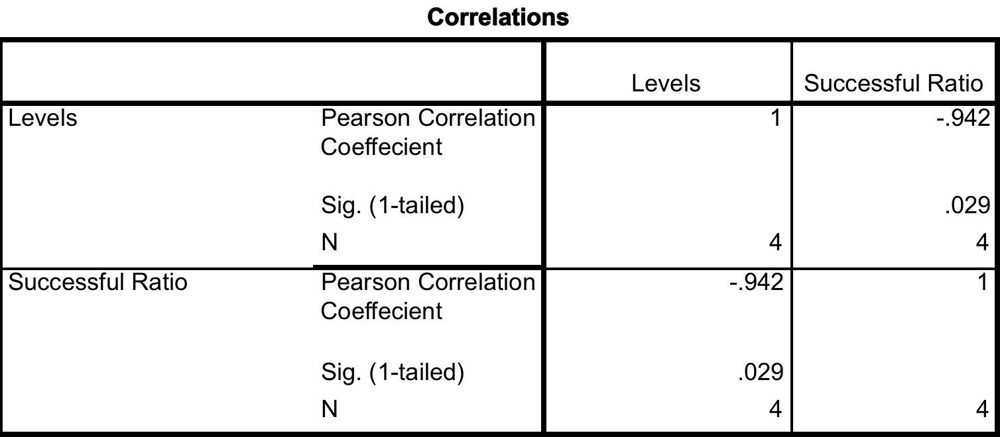 Correlations
Levels Successful Ratio
Levels Pearson Correlation 1 -.942
Coeffecient
Sig. (1-tailed) .029
N 4 4
Successful Ratio Pearson Correlation -.942 1
Coeffecient
Sig. (1-tailed) .029
N 4 4